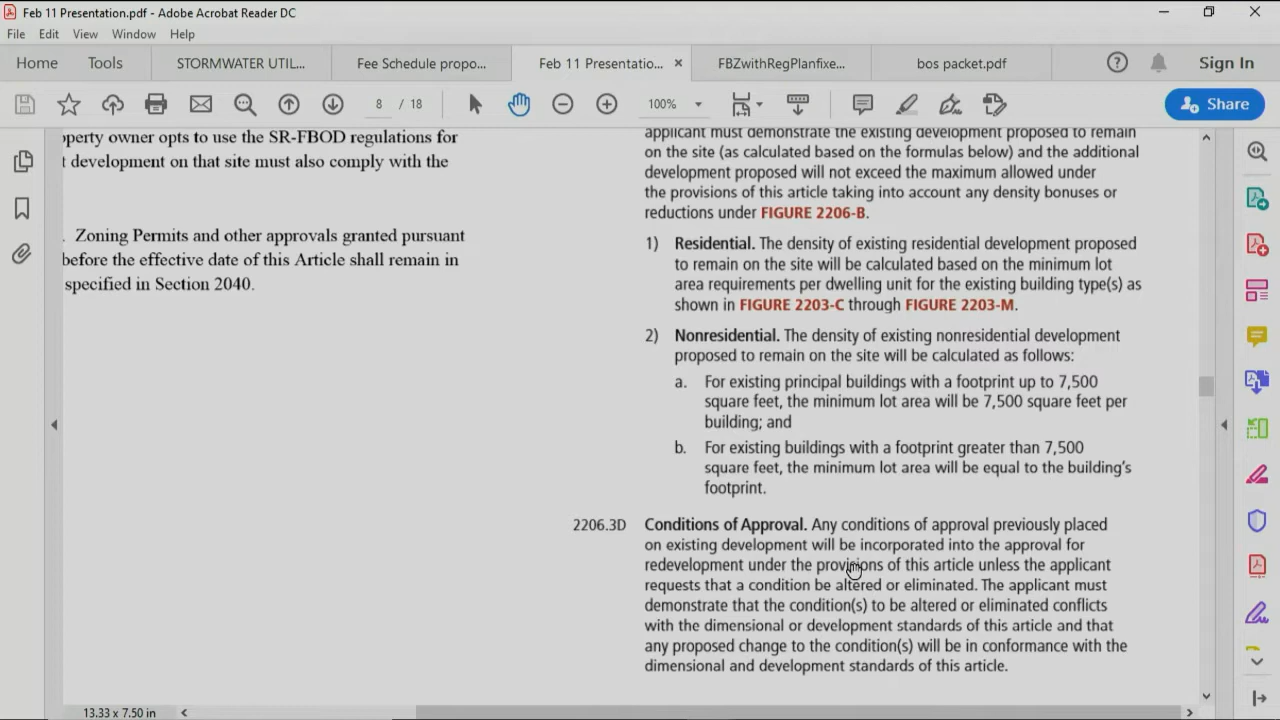 Feb 11 Presentation.pdf - Adobe Acrobat Reader DC
File Edit View Window Help
Home Tools STORMWATER UTIL... Fee Schedule propo... Feb 11 Presentatio... × FBZwithRegPlanfixe... bos packet.pdf Sign In
8 / 18 100% Share
operty owner opts to use the SR-FBOD regulations for
t development on that site must also comply with the
. Zoning Permits and other approvals granted pursuant
before the effective date of this Article shall remain in
specified in Section 2040.
applicant must demonstrate the existing development proposed to remain
on the site (as calculated based on the formulas below) and the additional
development proposed will not exceed the maximum allowed under
the provisions of this article taking into account any density bonuses or
reductions under FIGURE 2206-B.
1) Residential. The density of existing residential development proposed
to remain on the site will be calculated based on the minimum lot
area requirements per dwelling unit for the existing building type(s) as
shown in FIGURE 2203-C through FIGURE 2203-M.
2) Nonresidential. The density of existing nonresidential development
proposed to remain on the site will be calculated as follows:
a. For existing principal buildings with a footprint up to 7,500
square feet, the minimum lot area will be 7,500 square feet per
building; and
b. For existing buildings with a footprint greater than 7,500
square feet, the minimum lot area will be equal to the building's
footprint.
2206.3D Conditions of Approval. Any conditions of approval previously placed
on existing development will be incorporated into the approval for
redevelopment under the provisions of this article unless the applicant
requests that a condition be altered or eliminated. The applicant must
demonstrate that the condition(s) to be altered or eliminated conflicts
with the dimensional or development standards of this article and that
any proposed change to the condition(s) will be in conformance with the
dimensional and development standards of this article.
13.33 x 7.50 in